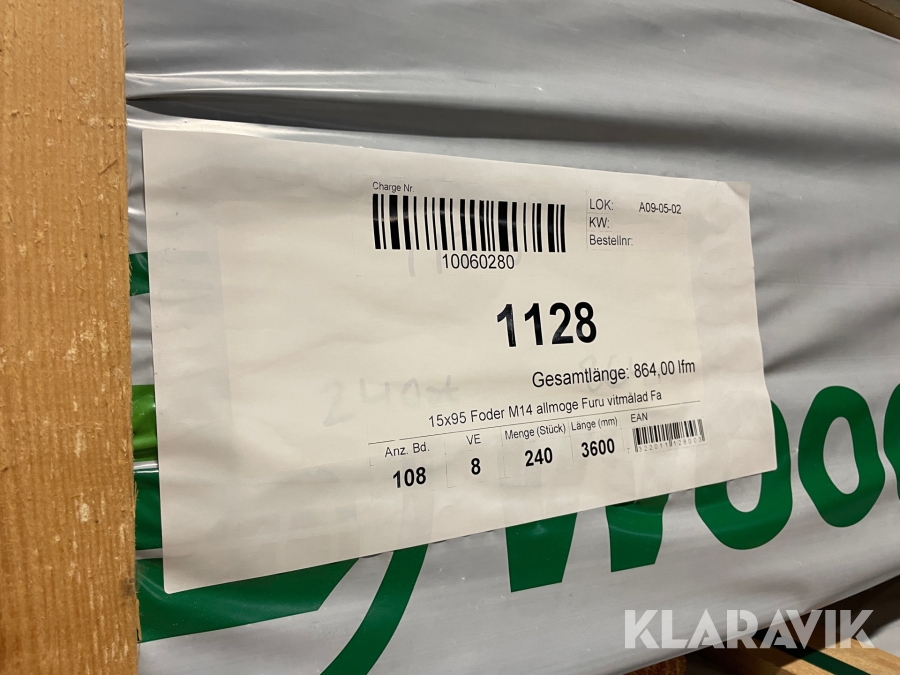 Charge Nr.
10060280
LOK: A09-05-02
KW:
Bestellnr:
1128
Gesamtlänge: 864,00 lfm
15x95 Foder M14 allmoge Furu vitmålad Fa
Anz. Bd. VE Menge (Stück) Länge (mm) EAN
108 8 240 3600
WOO
KLARAVIK